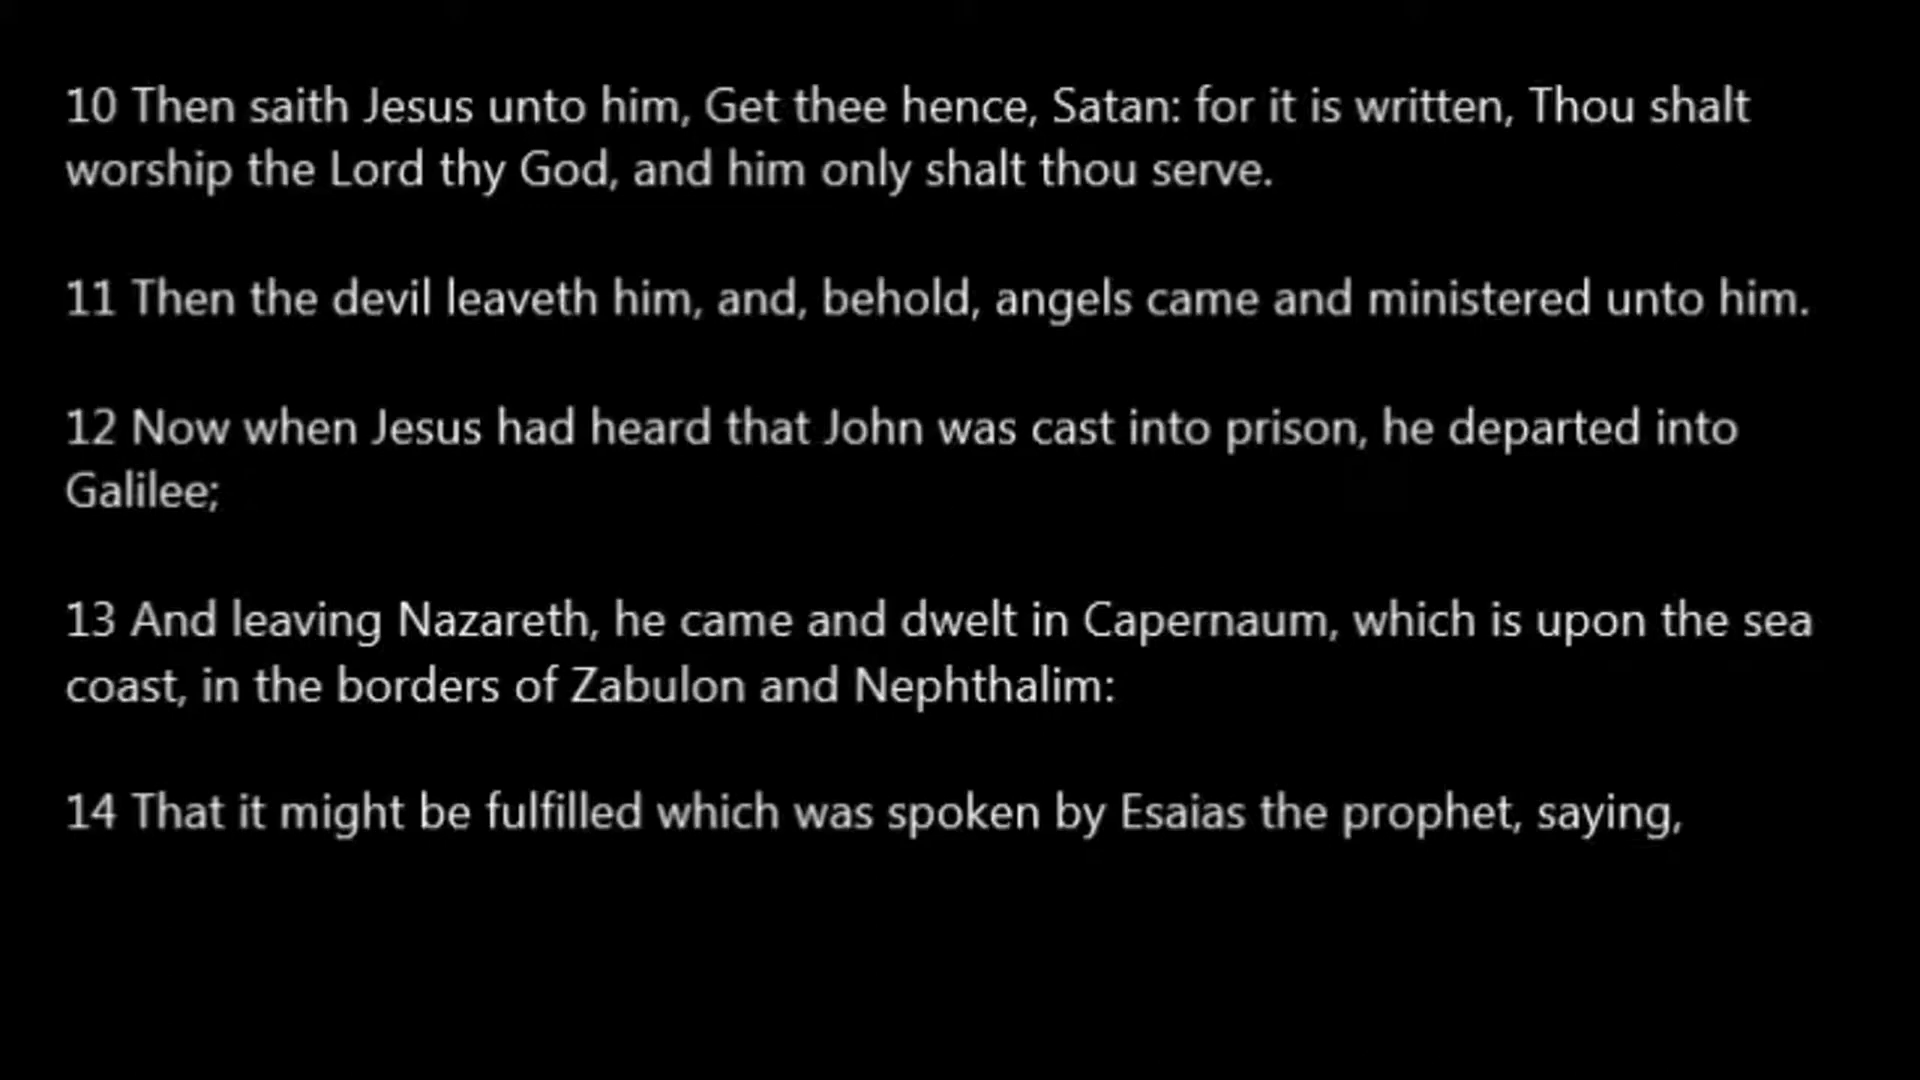 10 Then saith Jesus unto him, Get thee hence, Satan: for it is written, Thou shalt
worship the Lord thy God, and him only shalt thou serve.
11 Then the devil leaveth him, and, behold, angels came and ministered unto him.
12 Now when Jesus had heard that John was cast into prison, he departed into
Galilee;
13 And leaving Nazareth, he came and dwelt in Capernaum, which is upon the sea
coast, in the borders of Zabulon and Nephthalim:
14 That it might be fulfilled which was spoken by Esaias the prophet, saying,